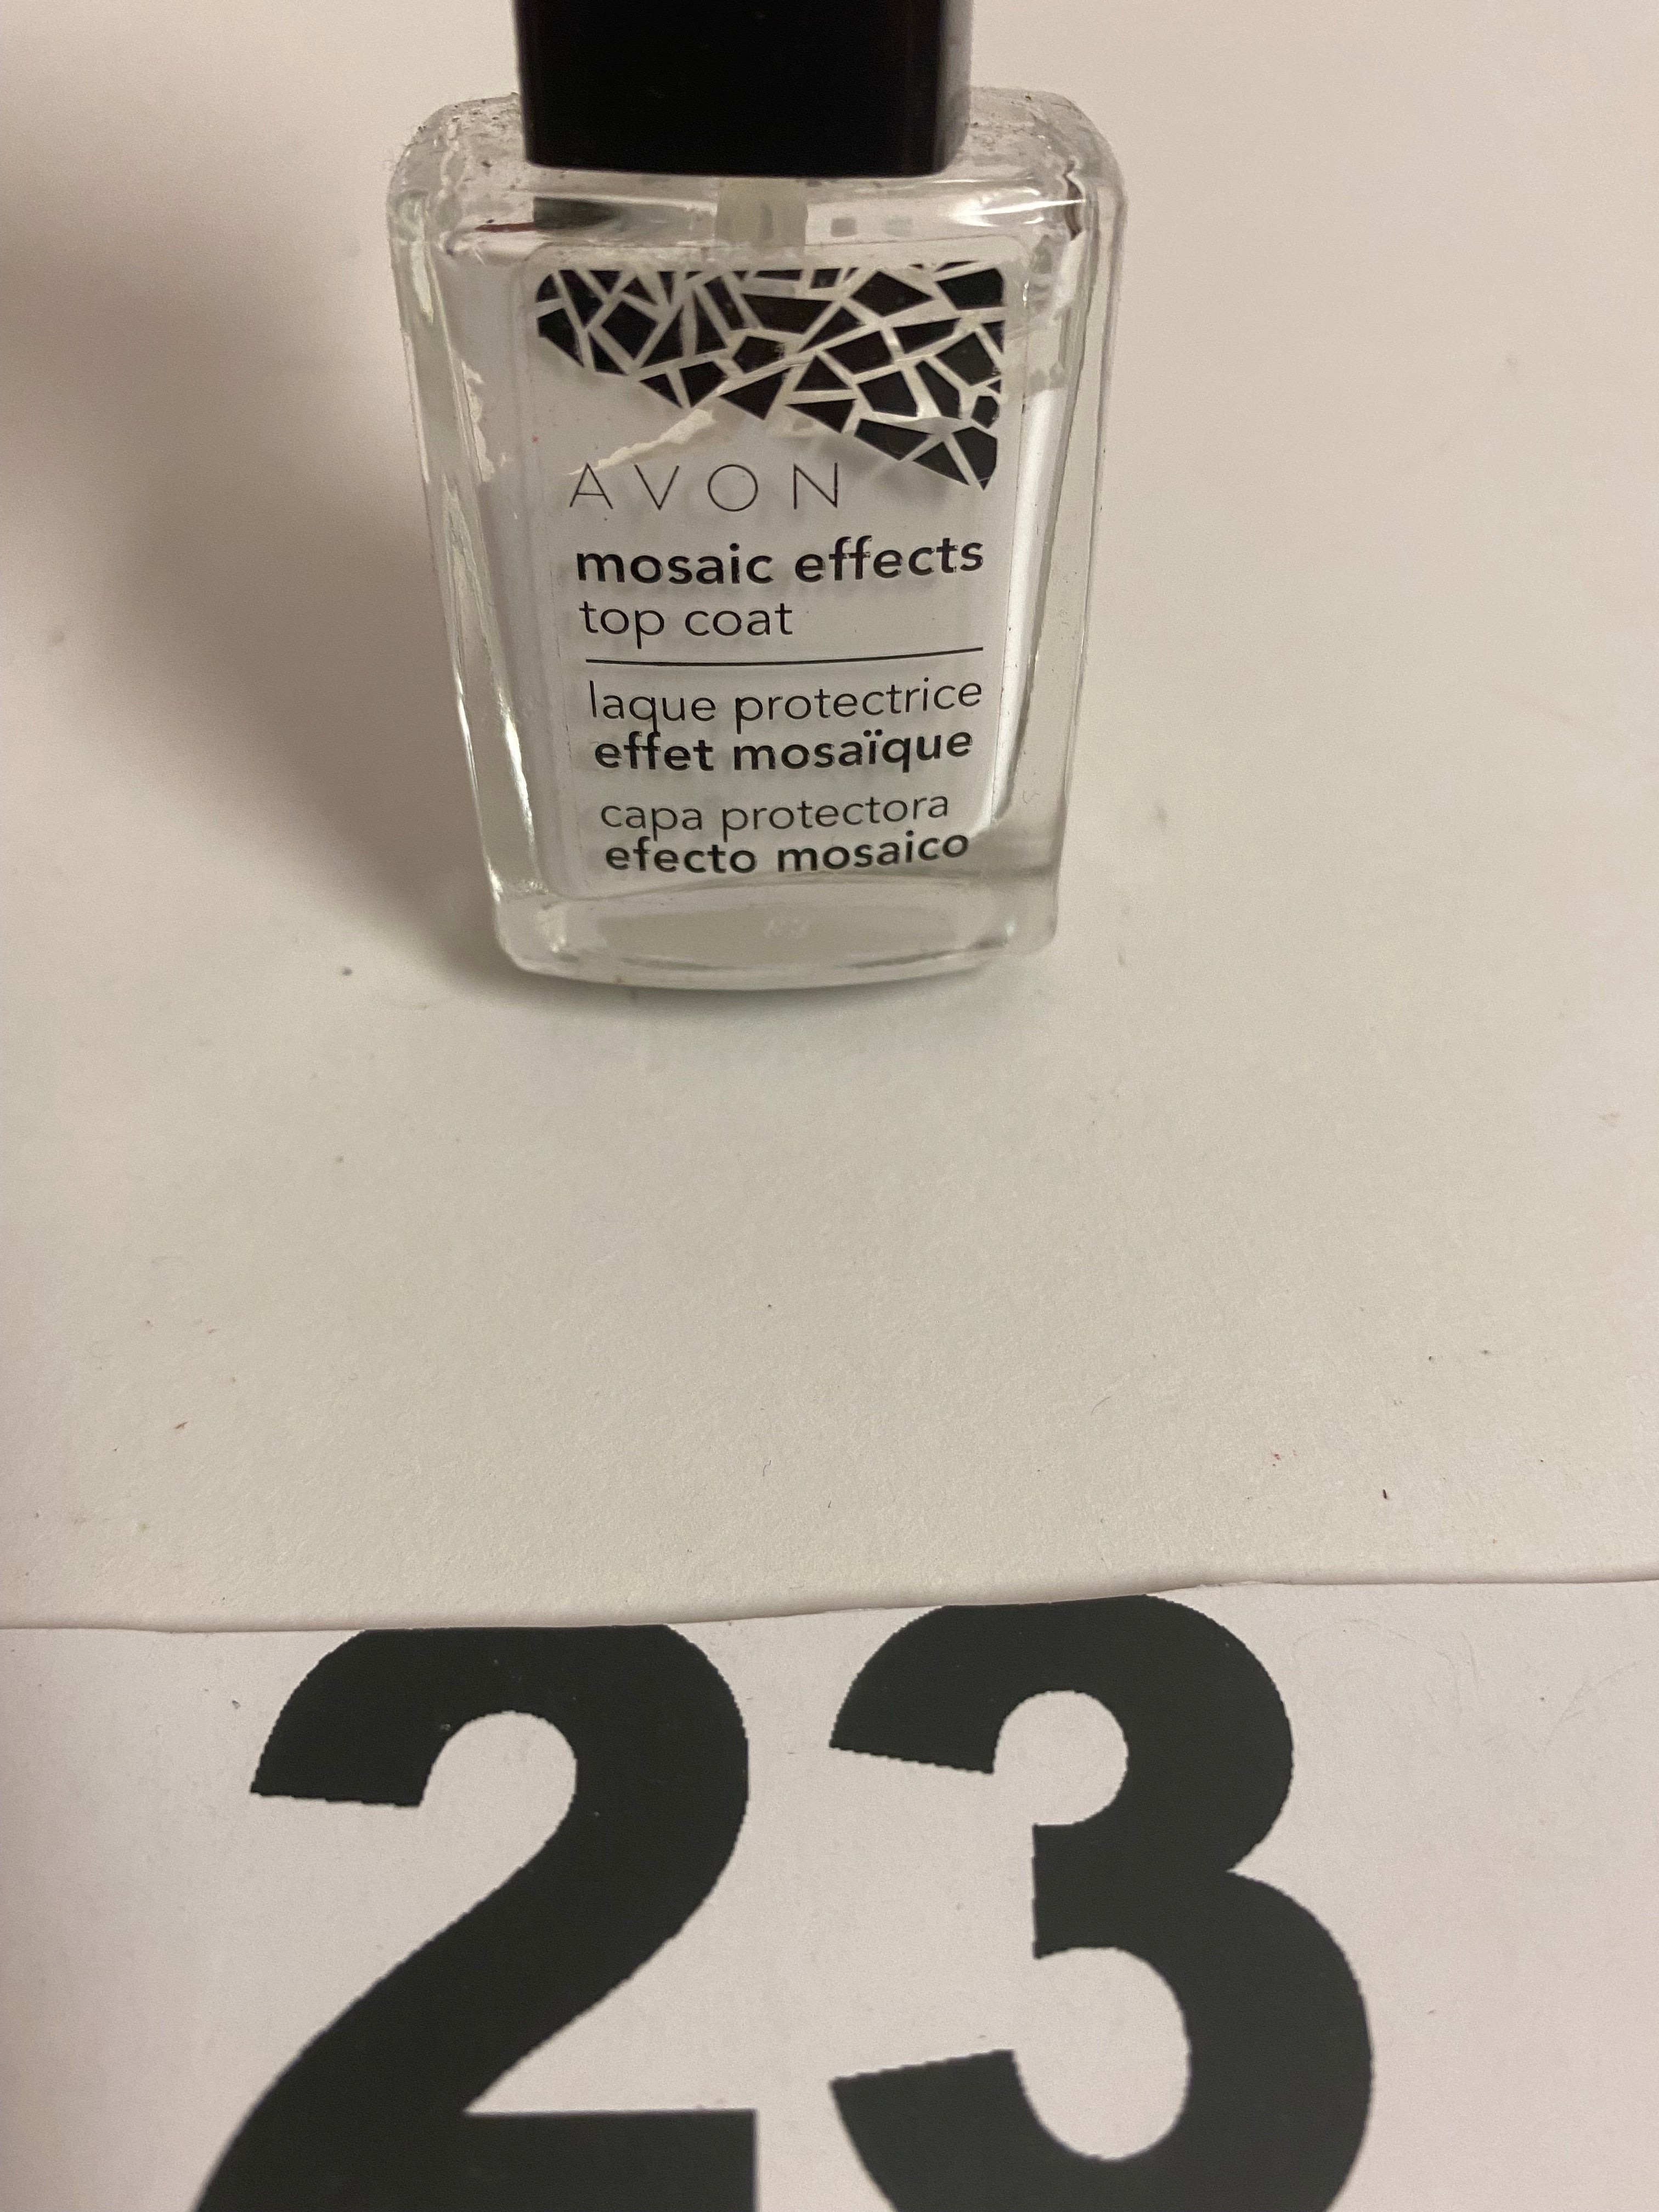 AVON
mosaic effects
top coat
laque protectrice
effet mosaïque
capa protectora
efecto mosaico
23